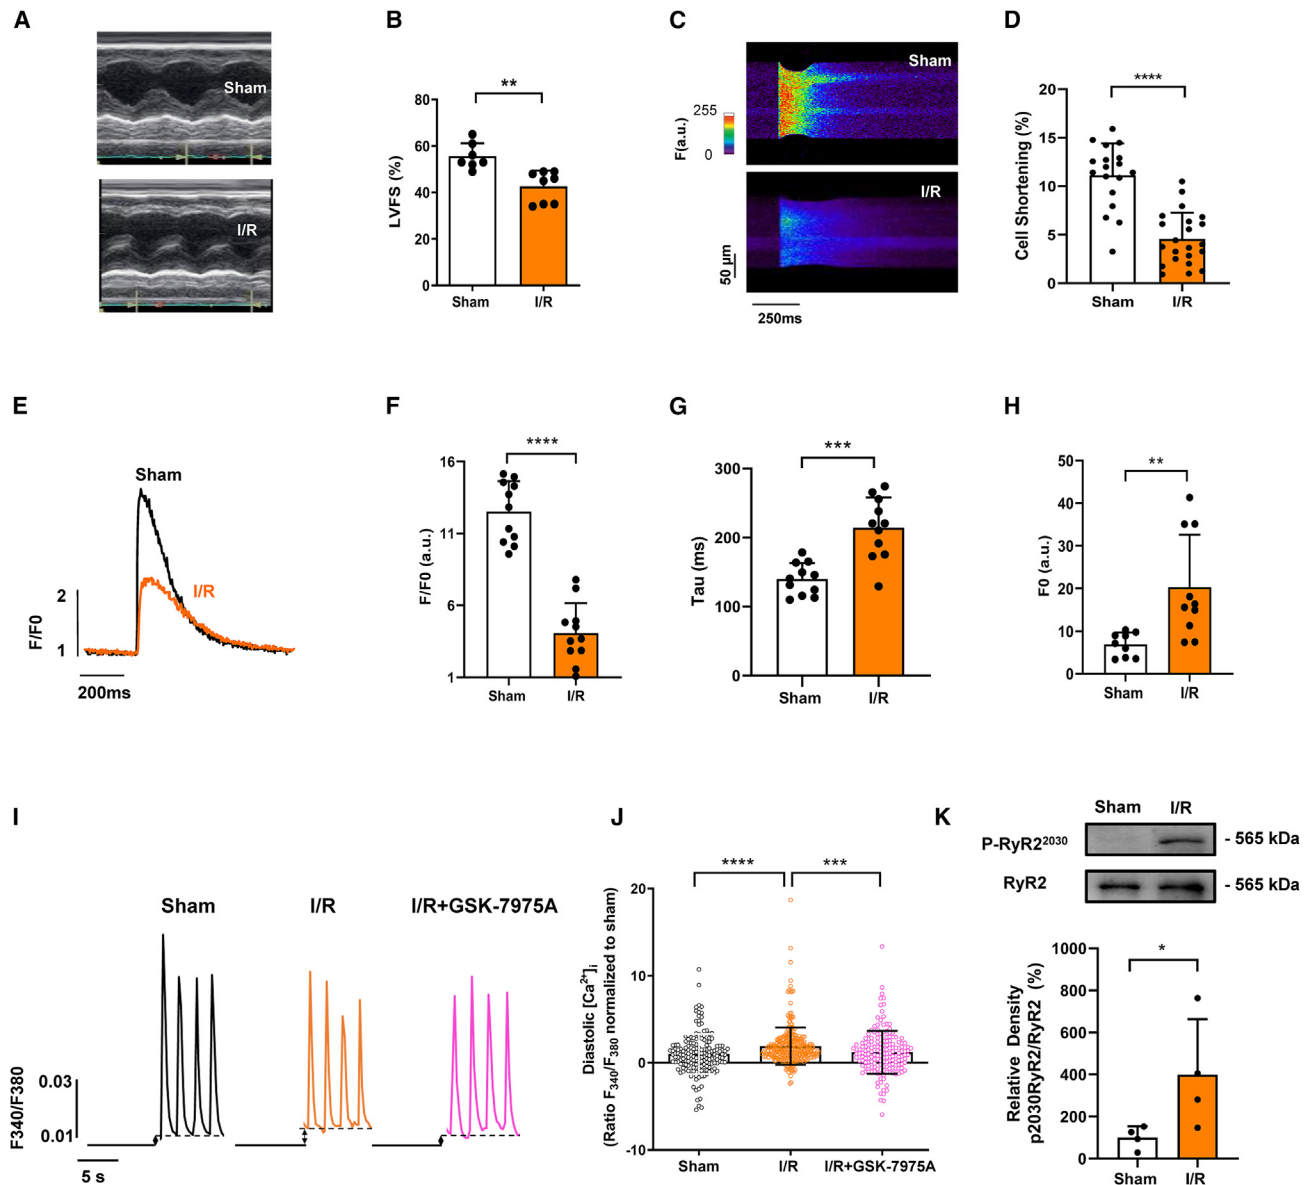 A
Sham
I/R
B
**
80
60
40
20
0
LVFS (%)
Sham
I/R
C
Sham
255
F(a.u.)
0
I/R
50 µm
250ms
D
****
20
15
10
5
0
Cell Shortening (%)
Sham
I/R
E
Sham
I/R
2
1
F/F0
200ms
F
****
16
11
6
1
F/F0 (a.u.)
Sham
I/R
G
***
300
200
100
0
Tau (ms)
Sham
I/R
H
**
50
40
30
20
10
0
F0 (a.u.)
Sham
I/R
I
Sham
I/R
I/R+GSK-7975A
0.03
0.01
F340/F380
5 s
J
****
***
20
10
0
-10
Diastolic [Ca²⁺]ᵢ
(Ratio F₃₄₀/F₃₈₀ normalized to sham)
Sham
I/R
I/R+GSK-7975A
K
Sham
I/R
P-RyR2²⁰³⁰
- 565 kDa
RyR2
- 565 kDa
*
1000
800
600
400
200
0
Relative Density
p2030RyR2/RyR2 (%)
Sham
I/R